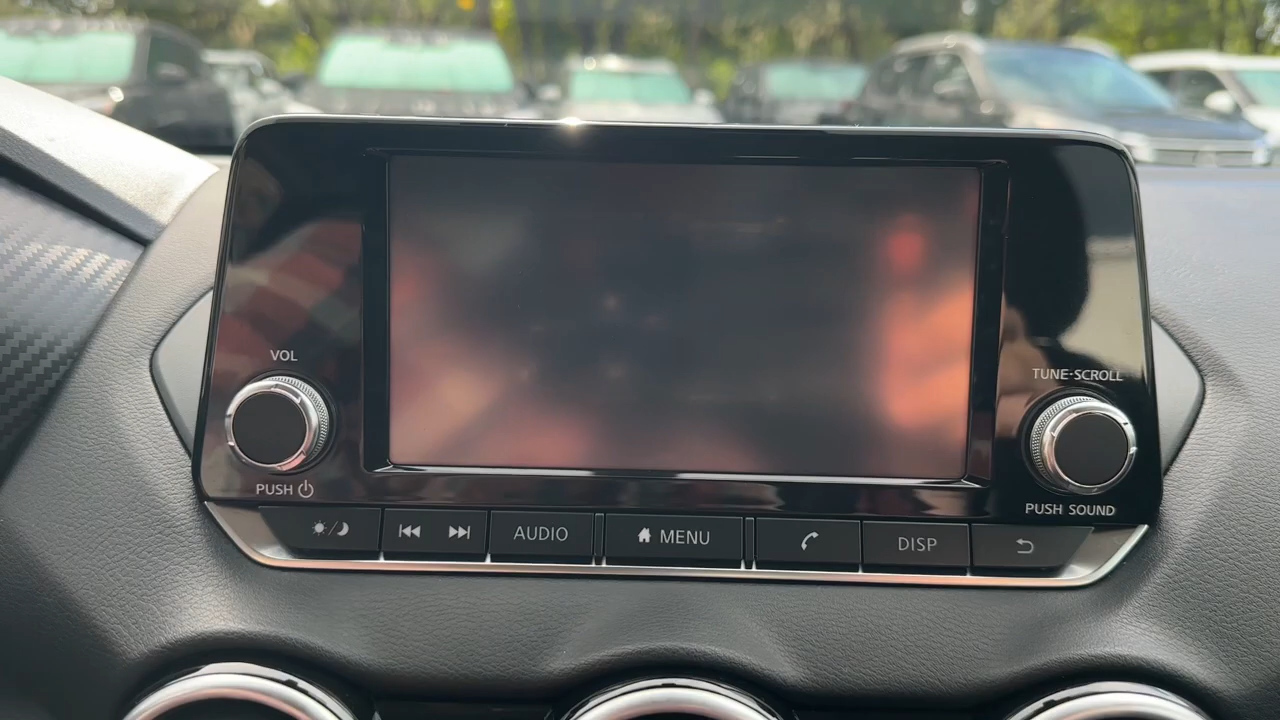 VOL
TUNE·SCROLL
PUSH
PUSH SOUND
AUDIO
MENU
DISP